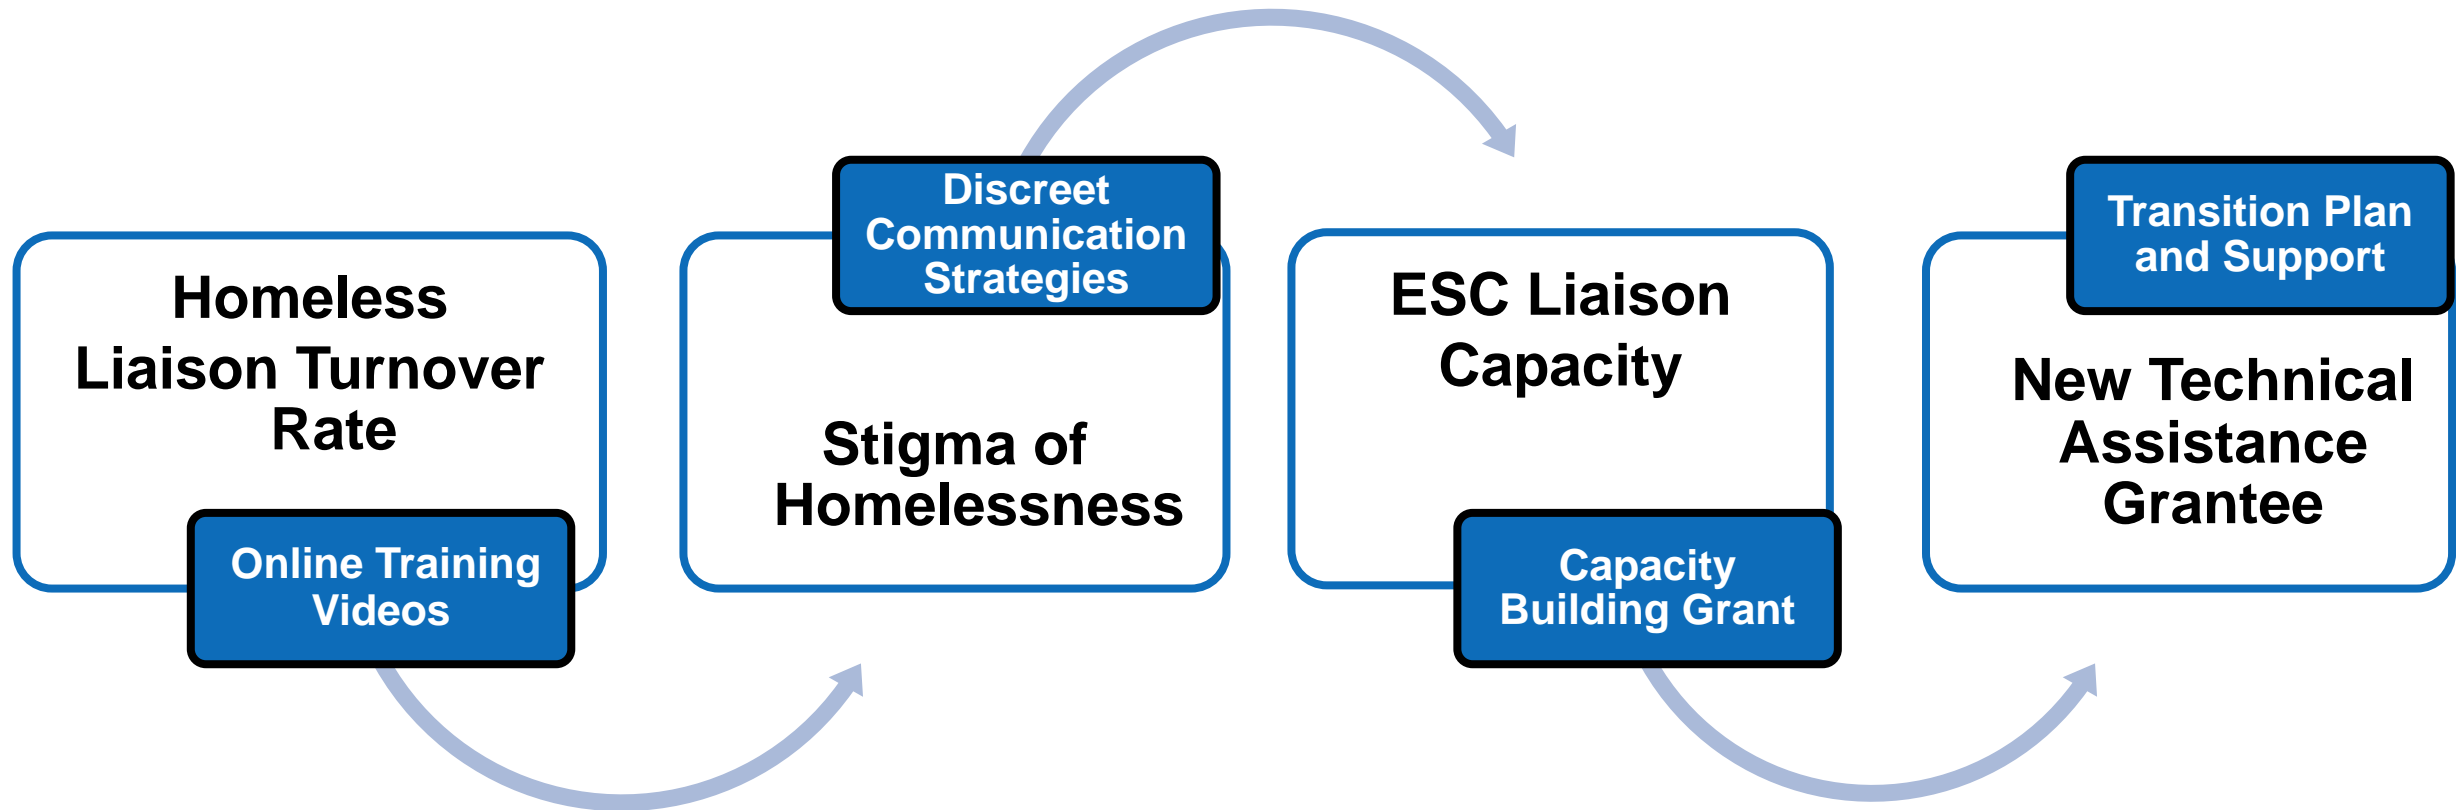 Homeless
Liaison Turnover
Rate
Online Training
Videos
Discreet
Communication
Strategies
Stigma of
Homelessness
ESC Liaison
Capacity
Capacity
Building Grant
Transition Plan
and Support
New Technical
Assistance
Grantee